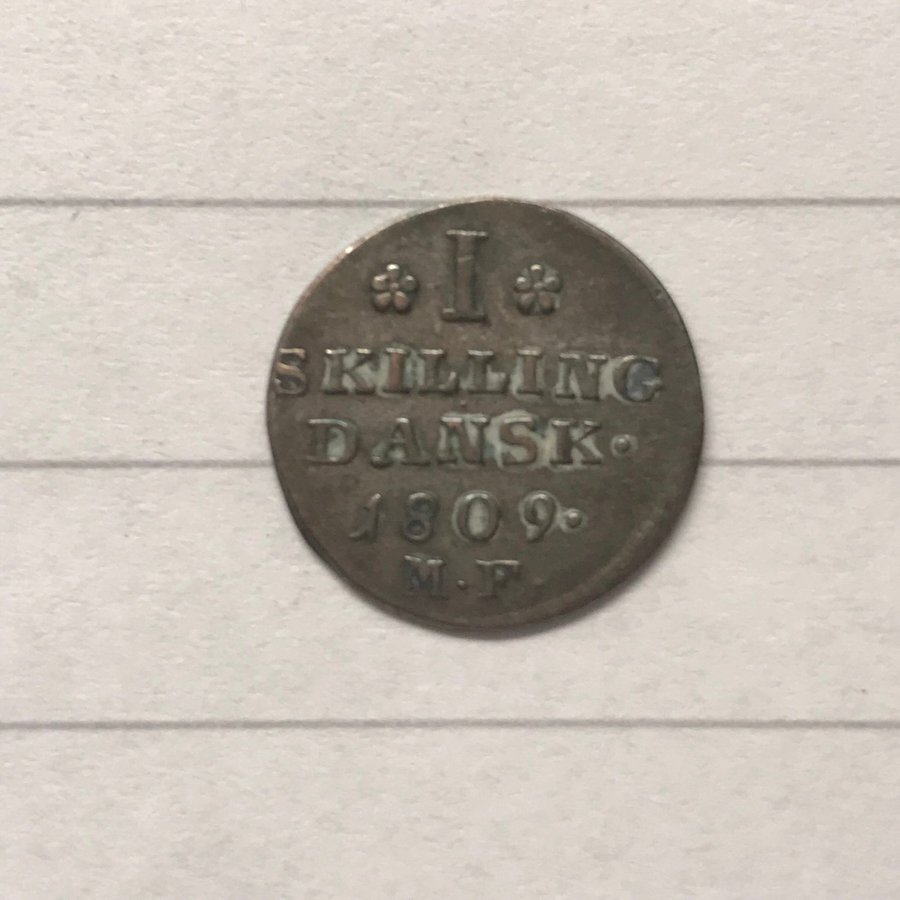 I
SKILLING
DANSK·
1809·
M·F·